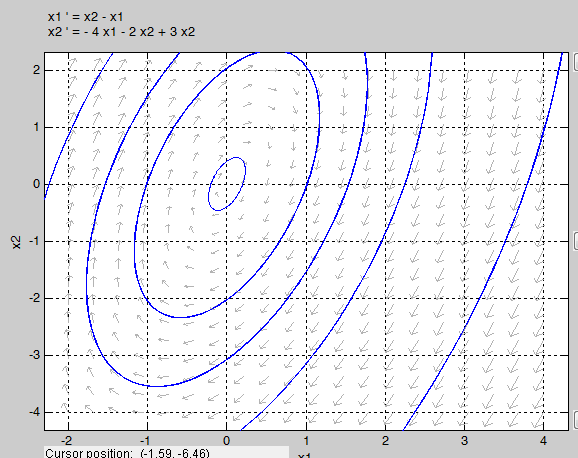 x1 ' = x2 - x1
x2 ' = - 4 x1 - 2 x2 + 3 x2
2
1
0
-1
-2
-3
-4
x2
-2 -1 0 1 2 3 4
x1
Cursor position: (-1.59, -6.46)